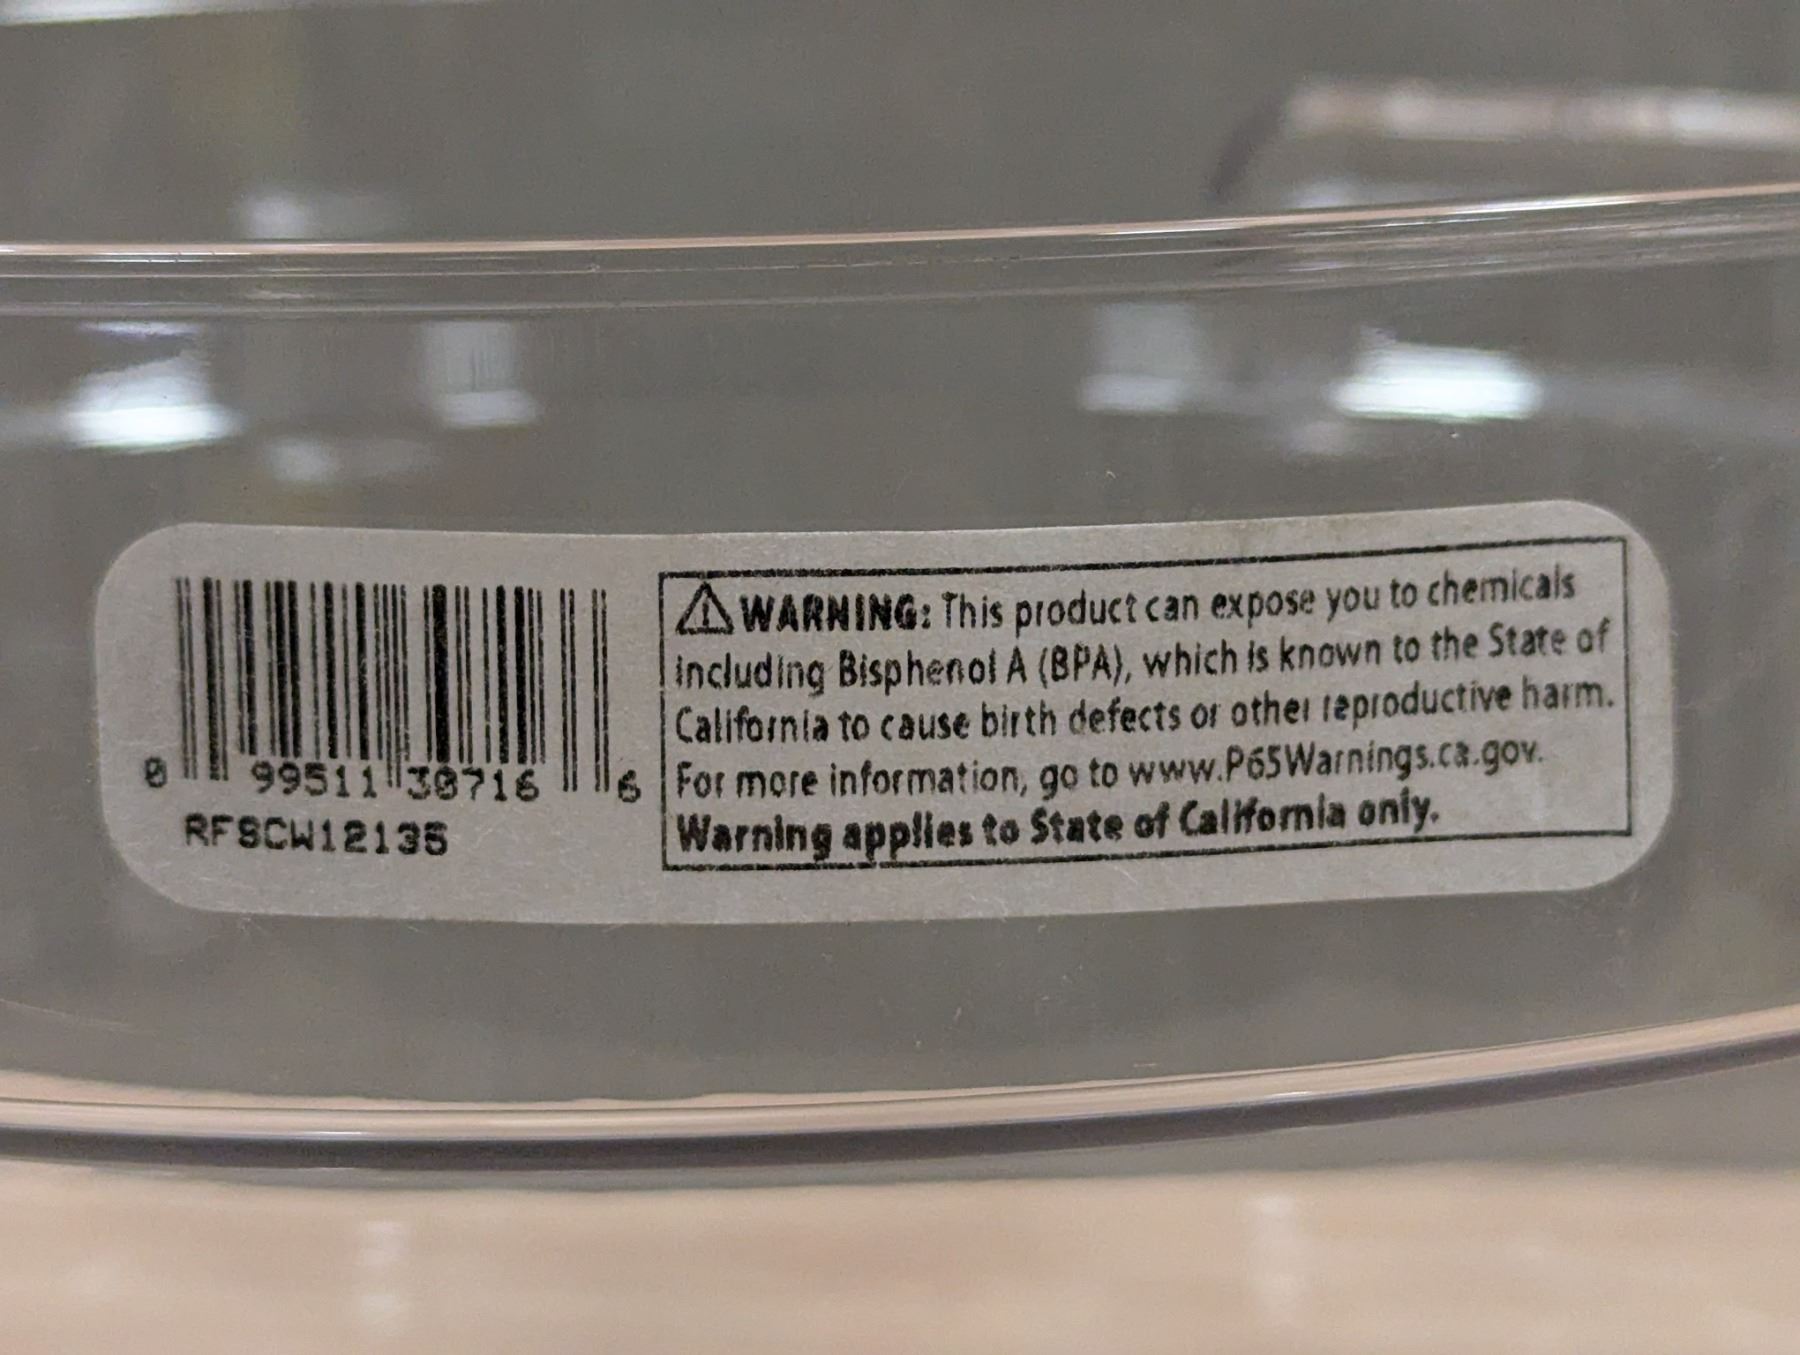 0 99511 30716 6
RFSCW12135
⚠ WARNING: This product can expose you to chemicals
including Bisphenol A (BPA), which is known to the State of
California to cause birth defects or other reproductive harm.
For more information, go to www.P65Warnings.ca.gov.
Warning applies to State of California only.